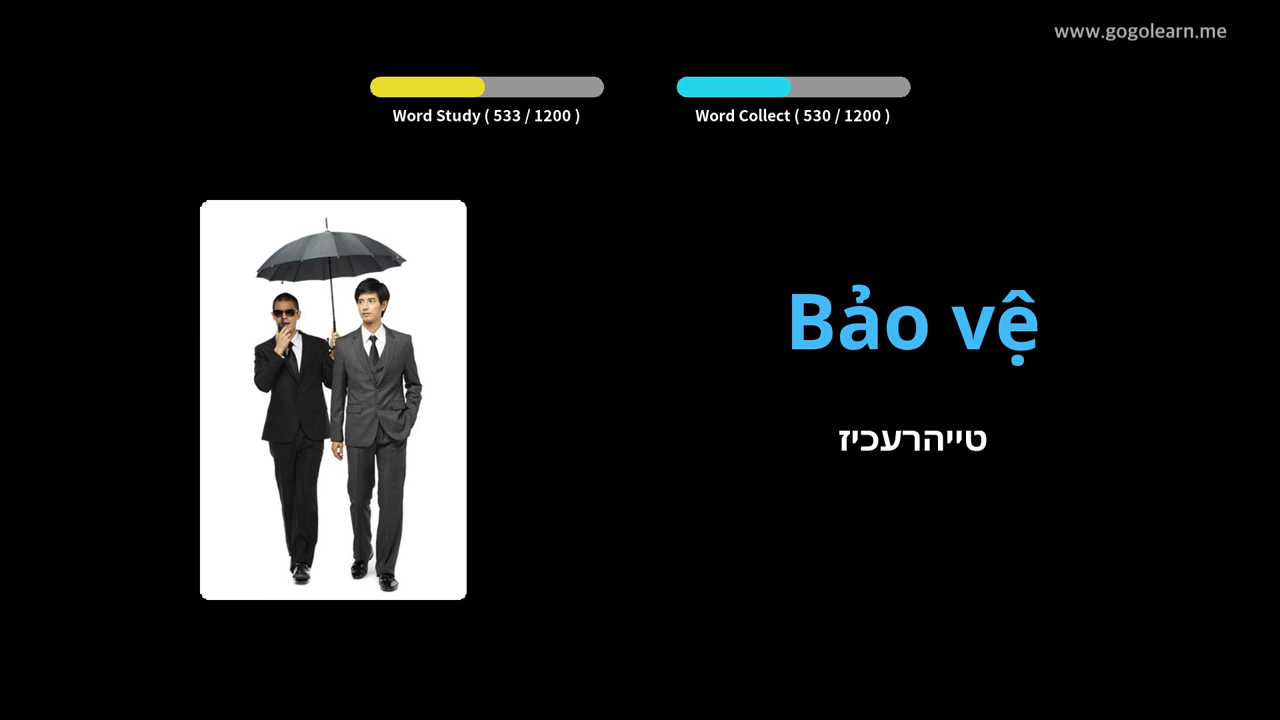 www.gogolearn.me
Word Study ( 533 / 1200 )
Word Collect ( 530 / 1200 )
Bảo vệ
טייהרעכיז